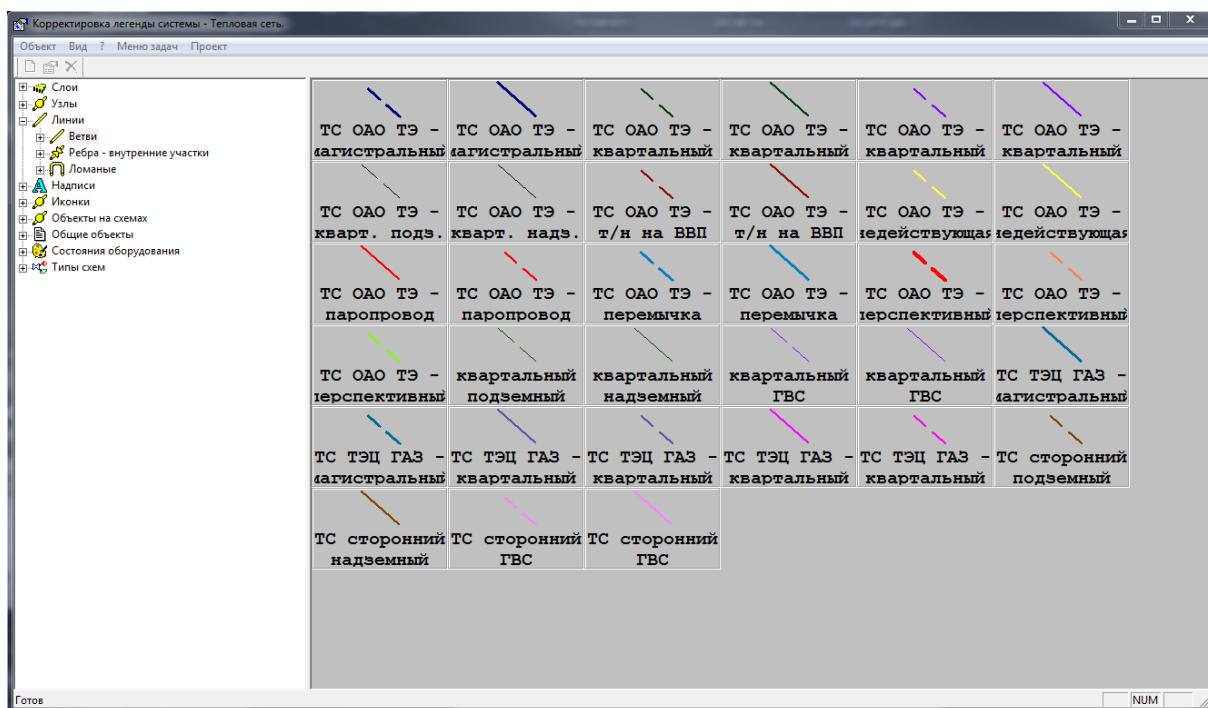 Корректировка легенды системы - Тепловая сеть.
Объект Вид ? Меню задач Проект
Слои
Узлы
Линии
Ветви
Ребра - внутренние участки
Ломаные
Надписи
Иконки
Объекты на схемах
Общие объекты
Состояния оборудования
Типы схем
ТС ОАО ТЭ - ТС ОАО ТЭ - ТС ОАО ТЭ - ТС ОАО ТЭ - ТС ОАО ТЭ - ТС ОАО ТЭ -
магистральный магистральный квартальный квартальный квартальный квартальный
ТС ОАО ТЭ - ТС ОАО ТЭ - ТС ОАО ТЭ - ТС ОАО ТЭ - ТС ОАО ТЭ - ТС ОАО ТЭ -
кварт. подз. кварт. надз. т/н на ВВП т/н на ВВП недействующая недействующая
ТС ОАО ТЭ - ТС ОАО ТЭ - ТС ОАО ТЭ - ТС ОАО ТЭ - ТС ОАО ТЭ - ТС ОАО ТЭ -
паропровод паропровод перемычка перемычка перспективный перспективный
ТС ОАО ТЭ - квартальный квартальный квартальный квартальный ТС ТЭЦ ГАЗ -
перспективный подземный надземный ГВС ГВС магистральный
ТС ТЭЦ ГАЗ - ТС ТЭЦ ГАЗ - ТС ТЭЦ ГАЗ - ТС ТЭЦ ГАЗ - ТС ТЭЦ ГАЗ - ТС сторонний
магистральный квартальный квартальный квартальный квартальный подземный
ТС сторонний ТС сторонний ТС сторонний
надземный ГВС ГВС
Готов NUM